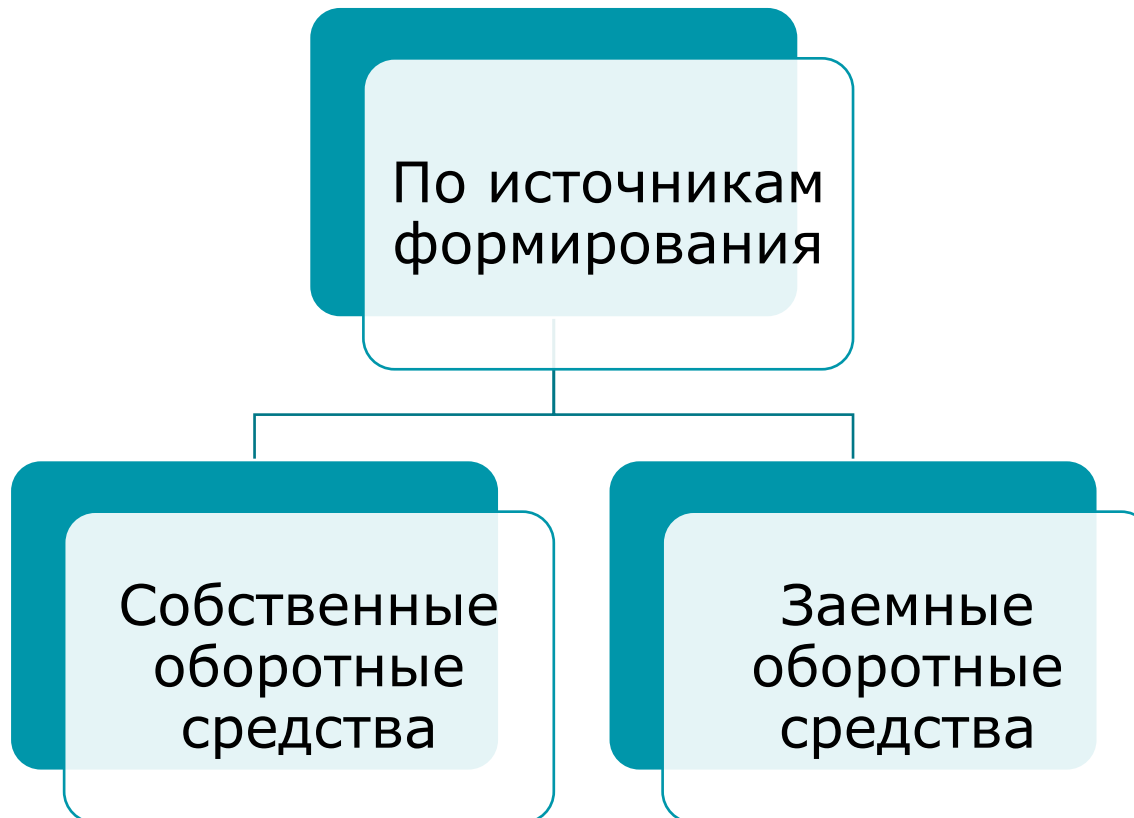 По источникам
формирования
Собственные
оборотные
средства
Заемные
оборотные
средства